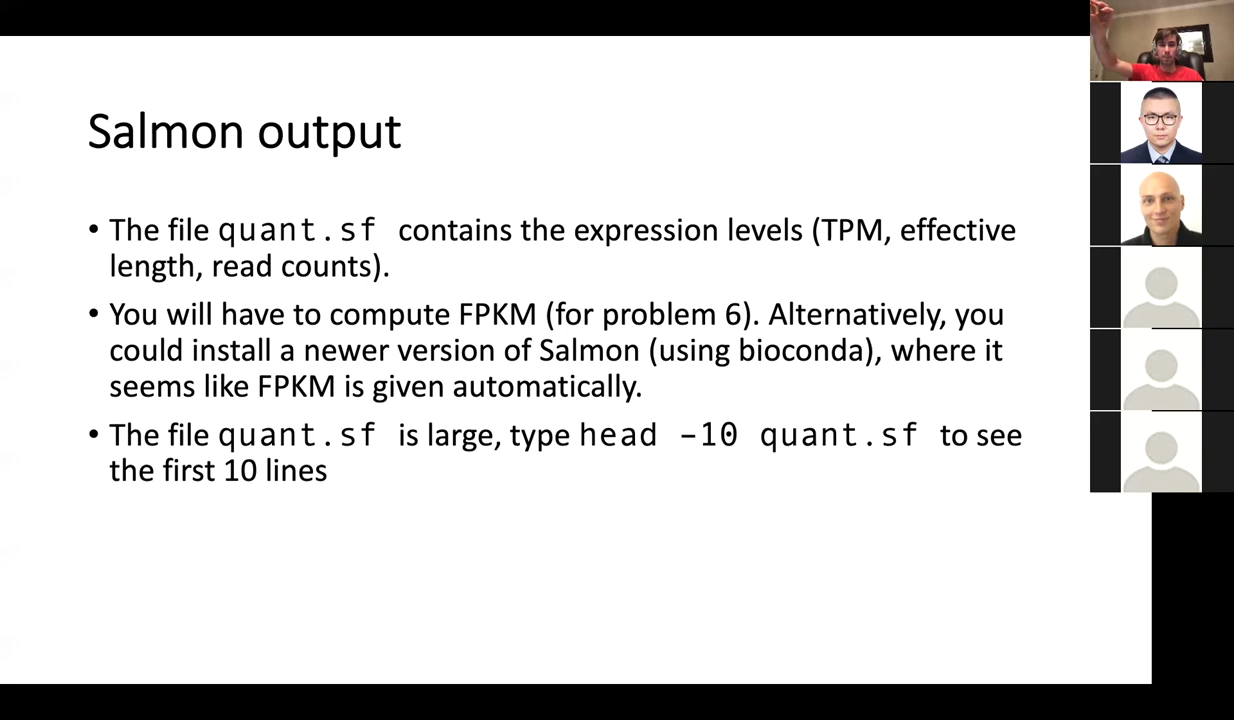 Salmon output
• The file quant.sf contains the expression levels (TPM, effective
length, read counts).
• You will have to compute FPKM (for problem 6). Alternatively, you
could install a newer version of Salmon (using bioconda), where it
seems like FPKM is given automatically.
• The file quant.sf is large, type head –10 quant.sf to see
the first 10 lines